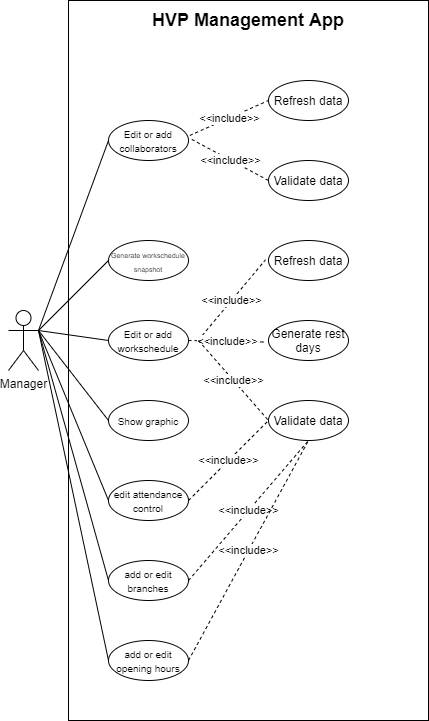 HVP Management App
Refresh data
<<include>>
Edit or add
collaborators
<<include>>
Validate data
Generate workschedule
snapshot
Refresh data
<<include>>
Edit or add
workschedule
<<include>>
Generate rest
days
Manager
<<include>>
Show graphic
Validate data
<<include>>
edit attendance
control
<<include>>
<<include>>
add or edit
branches
add or edit
opening hours